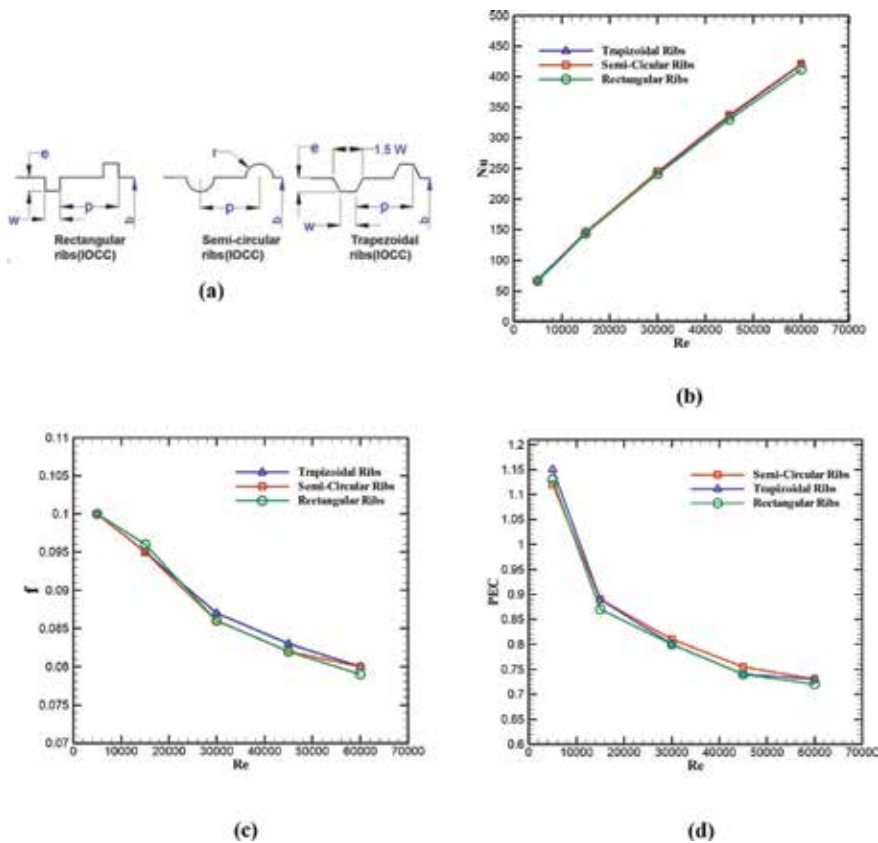 e
w
p
D
Rectangular
ribs(IOCC)
r
p
D
Semi-circular
ribs(IOCC)
e
1.5 W
w
p
D
Trapezoidal
ribs(IOCC)
(a)
500
450
400
350
300
250
200
150
100
50
0
Nu
Trapizoidal Ribs
Semi-Cicular Ribs
Rectangular Ribs
0 10000 20000 30000 40000 50000 60000 70000
Re
(b)
0.11
0.105
0.1
0.095
0.09
0.085
0.08
0.075
0.07
f
Trapizoidal Ribs
Semi-Circular Ribs
Rectangular Ribs
0 10000 20000 30000 40000 50000 60000 70000
Re
(c)
1.2
1.15
1.1
1.05
1
0.95
0.9
0.85
0.8
0.75
0.7
0.65
0.6
PEC
Semi-Circular Ribs
Trapizoidal Ribs
Rectangular Ribs
0 10000 20000 30000 40000 50000 60000 70000
Re
(d)